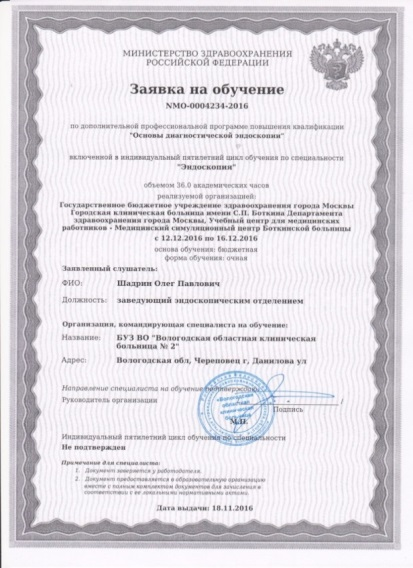 МИНИСТЕРСТВО ЗДРАВООХРАНЕНИЯ
РОССИЙСКОЙ ФЕДЕРАЦИИ
Заявка на обучение
NMO-0004234-2016
по дополнительной профессиональной программе повышения квалификации
"Основы диагностической эндоскопии"
включенной в индивидуальный пятилетний цикл обучения по специальности
"Эндоскопия"
объемом 36.0 академических часов
реализуемой организацией:
Государственное бюджетное учреждение здравоохранения города Москвы
Городская клиническая больница имени С.П. Боткина Департамента
здравоохранения города Москвы, Учебный центр для медицинских
работников - Медицинский симуляционный центр Боткинской больницы
с 12.12.2016 по 16.12.2016
основа обучения: бюджетная
форма обучения: очная
Заявленный слушатель:
ФИО: Шадрин Олег Павлович
Должность: заведующий эндоскопическим отделением
Организация, командирующая специалиста на обучение:
Название: БУЗ ВО "Вологодская областная клиническая
больница № 2"
Адрес: Вологодская обл, Череповец г, Данилова ул
Направление специалиста на обучение подтверждаю:
Руководитель организации
Подпись
М.П.
Индивидуальный пятилетний цикл обучения по специальности
Не подтвержден
Примечание для специалиста:
1. Документ заверяется у работодателя.
2. Документ предоставляется в образовательную организацию
вместе с полным комплектом документов для зачисления в
соответствии с ее локальными нормативными актами.
Дата выдачи: 18.11.2016